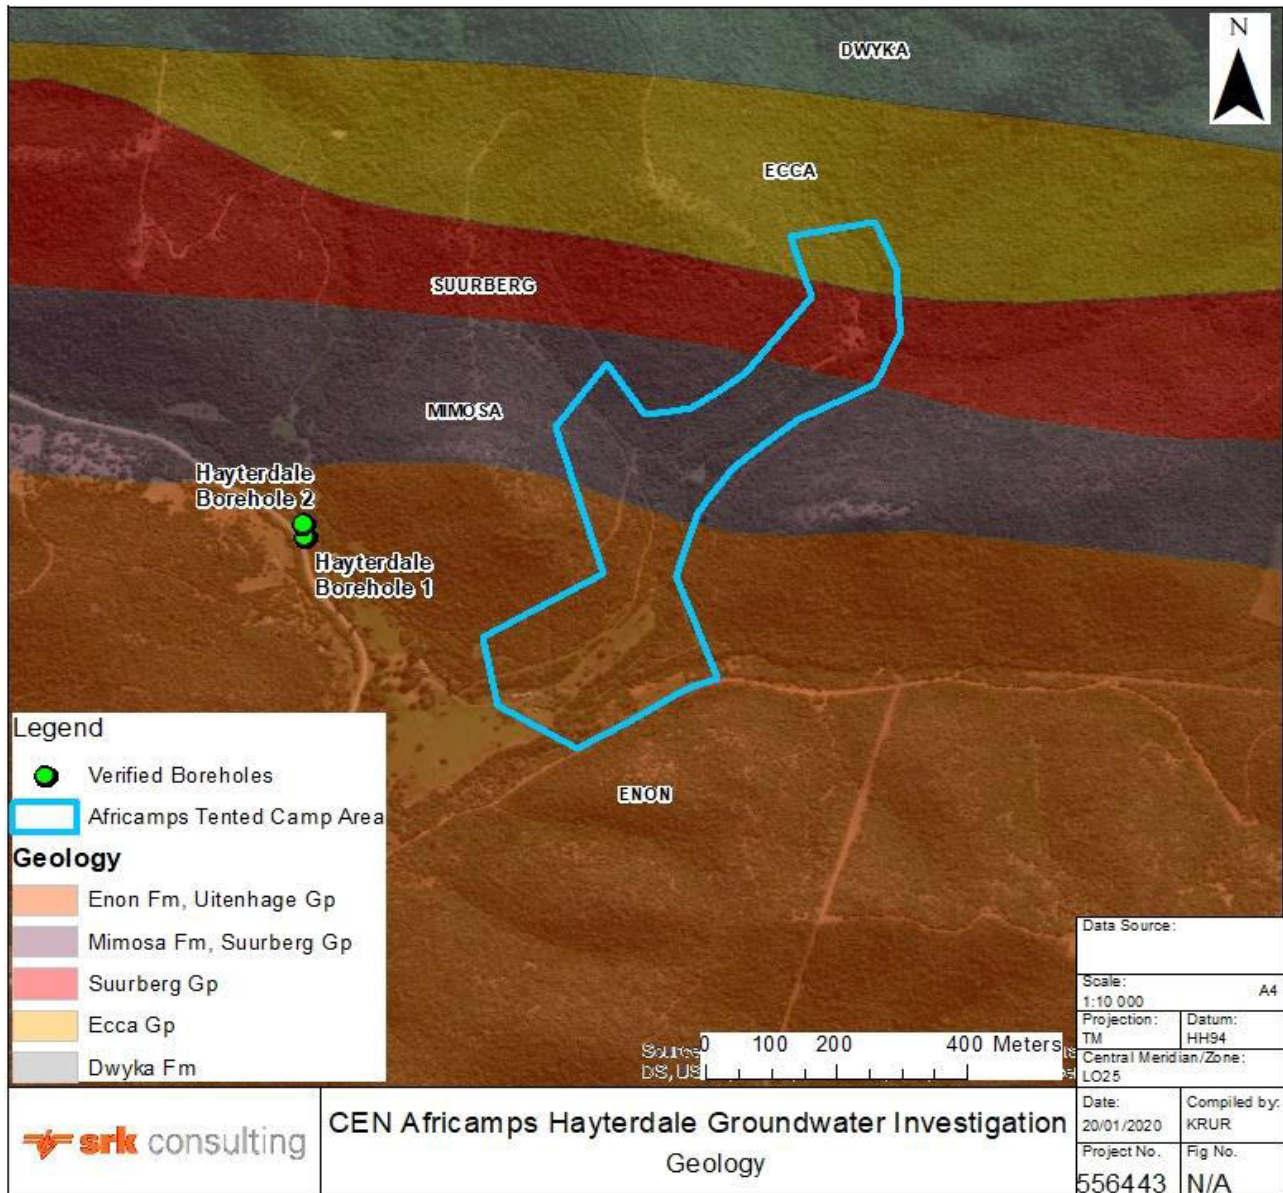 N
DWYKA
ECCA
SUURBERG
MIMOSA
Hayterdale
Borehole 2
Hayterdale
Borehole 1
ENON
Legend
Verified Boreholes
Africamps Tented Camp Area
Geology
Enon Fm, Uitenhage Gp
Mimosa Fm, Suurberg Gp
Suurberg Gp
Ecca Gp
Dwyka Fm
0 100 200 400 Meters
DS, US
Data Source:
Scale:
1:10 000 A4
Projection: Datum:
TM HH94
Central Meridian/Zone:
LO25
srk consulting
CEN Africamps Hayterdale Groundwater Investigation
Geology
Date: Compiled by:
20/01/2020 KRUR
Project No. Fig No.
556443 N/A